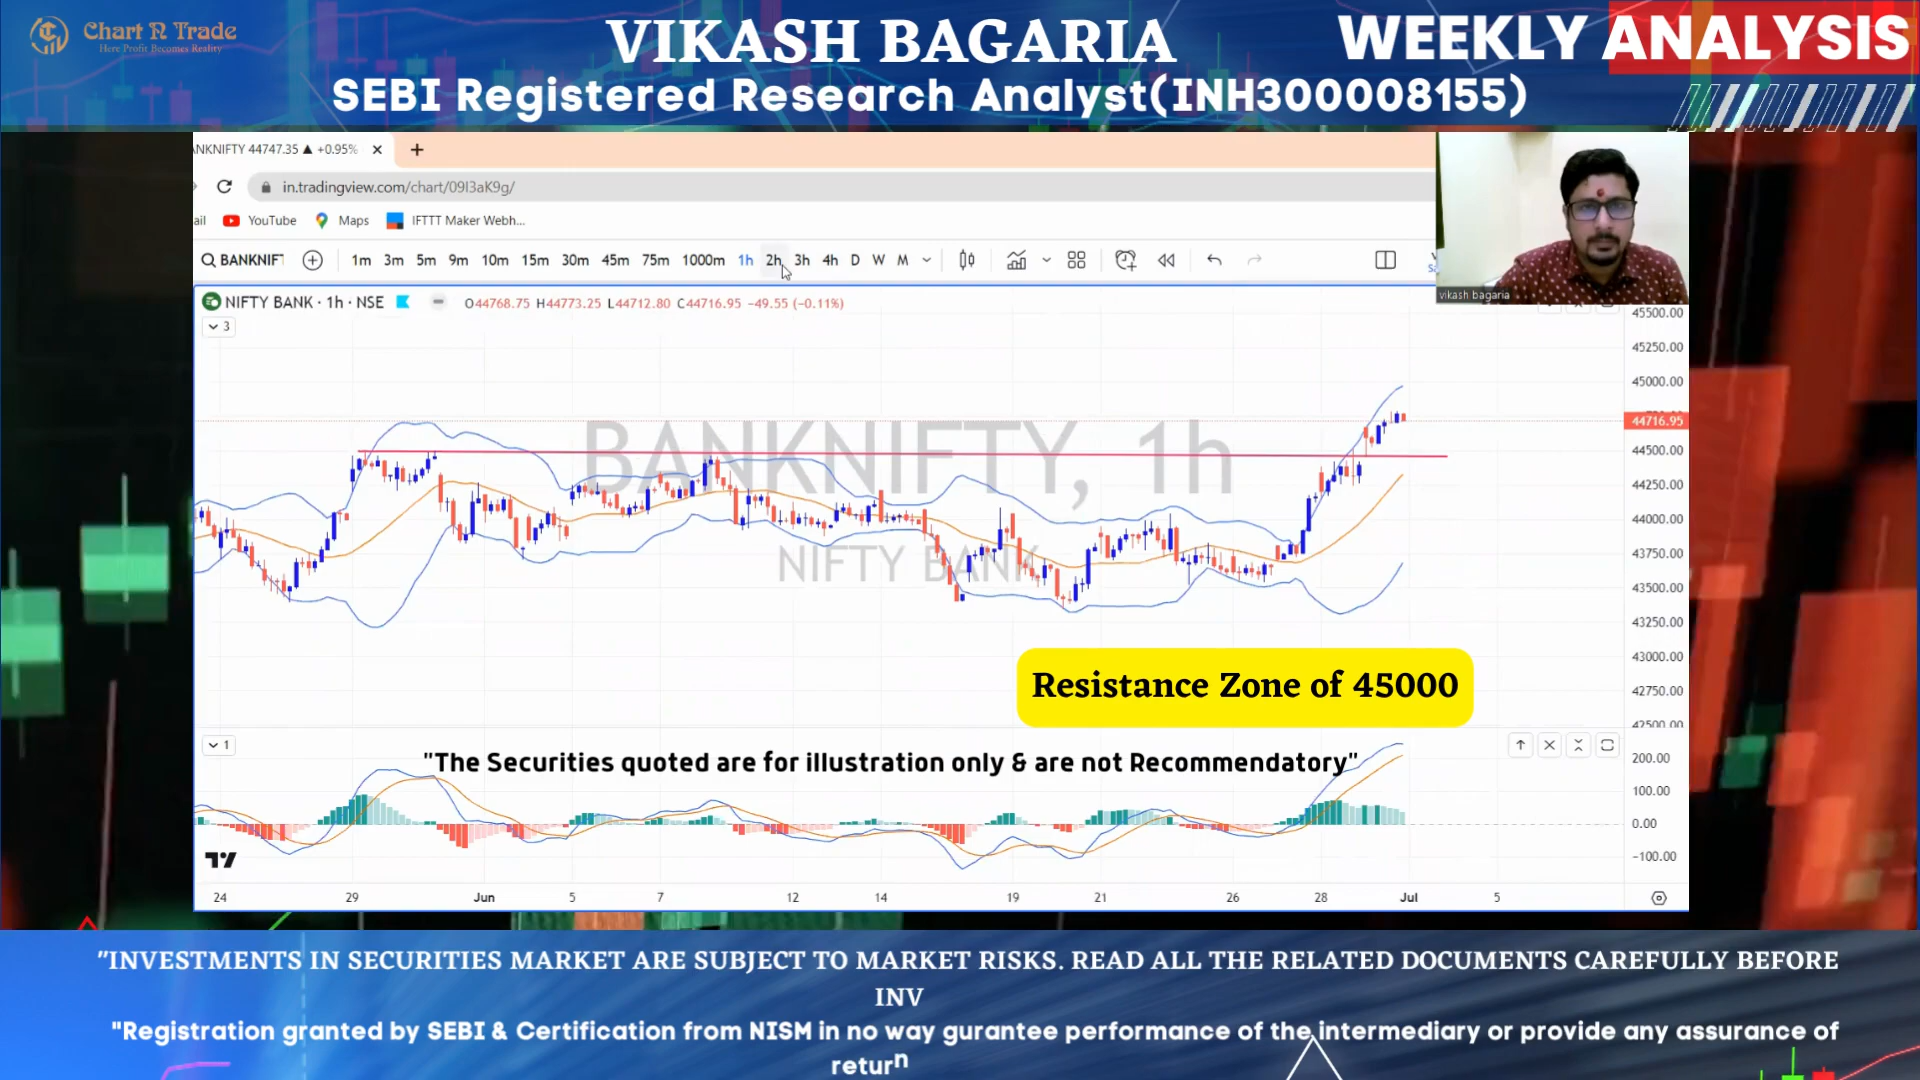 Chart R Trade
Here Profit Becomes Reality
VIKASH BAGARIA
SEBI Registered Research Analyst(INH300008155)
WEEKLY ANALYSIS
ANKNIFTY 44747.35 ▲ +0.95%
in.tradingview.com/chart/09I3aK9g/
ail YouTube Maps IFTTT Maker Webh...
BANKNIF 1m 3m 5m 9m 10m 15m 30m 45m 75m 1000m 1h 2h 3h 4h D W M
vikash bagaria
NIFTY BANK · 1h · NSE O44768.75 H44773.25 L44712.80 C44716.95 −49.55 (−0.11%)
3
BANKNIFTY, 1h
NIFTY BANK
45500.00
45250.00
45000.00
44716.95
44500.00
44250.00
44000.00
43750.00
43500.00
43250.00
43000.00
42750.00
42500.00
Resistance Zone of 45000
1
"The Securities quoted are for illustration only & are not Recommendatory"
200.00
100.00
0.00
−100.00
24 29 Jun 5 7 12 14 19 21 26 28 Jul 5
"INVESTMENTS IN SECURITIES MARKET ARE SUBJECT TO MARKET RISKS. READ ALL THE RELATED DOCUMENTS CAREFULLY BEFORE
INV
"Registration granted by SEBI & Certification from NISM in no way gurantee performance of the intermediary or provide any assurance of
return